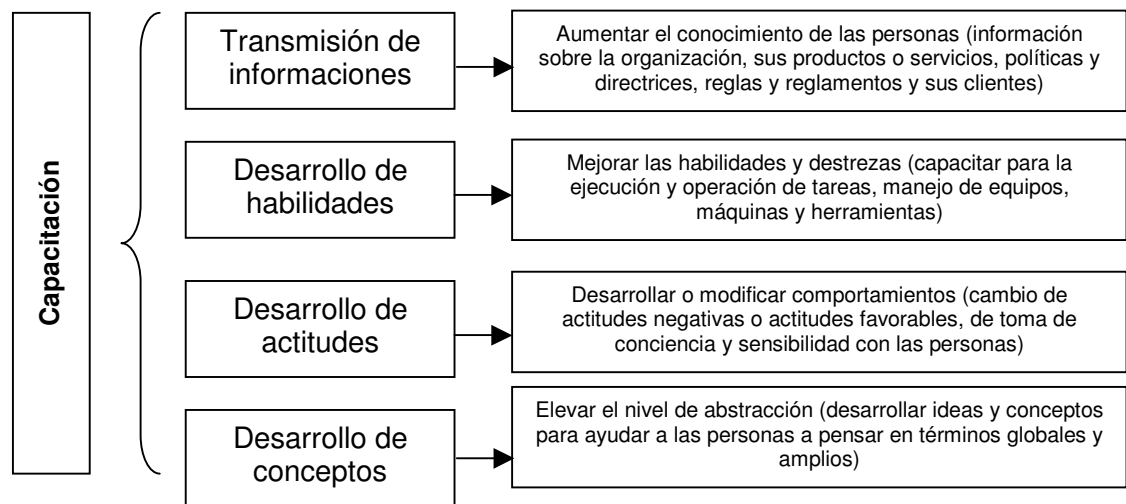 Capacitación
Transmisión de
informaciones
Aumentar el conocimiento de las personas (información
sobre la organización, sus productos o servicios, políticas y
directrices, reglas y reglamentos y sus clientes)
Desarrollo de
habilidades
Mejorar las habilidades y destrezas (capacitar para la
ejecución y operación de tareas, manejo de equipos,
máquinas y herramientas)
Desarrollo de
actitudes
Desarrollar o modificar comportamientos (cambio de
actitudes negativas o actitudes favorables, de toma de
conciencia y sensibilidad con las personas)
Desarrollo de
conceptos
Elevar el nivel de abstracción (desarrollar ideas y conceptos
para ayudar a las personas a pensar en términos globales y
amplios)